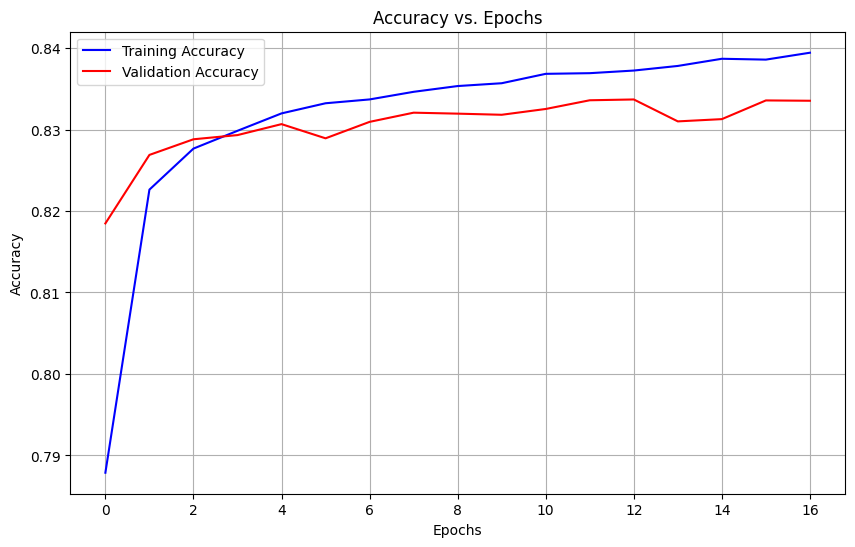 Accuracy vs. Epochs
Training Accuracy
Validation Accuracy
0.84
0.83
0.82
0.81
0.80
0.79
Accuracy
0 2 4 6 8 10 12 14 16
Epochs